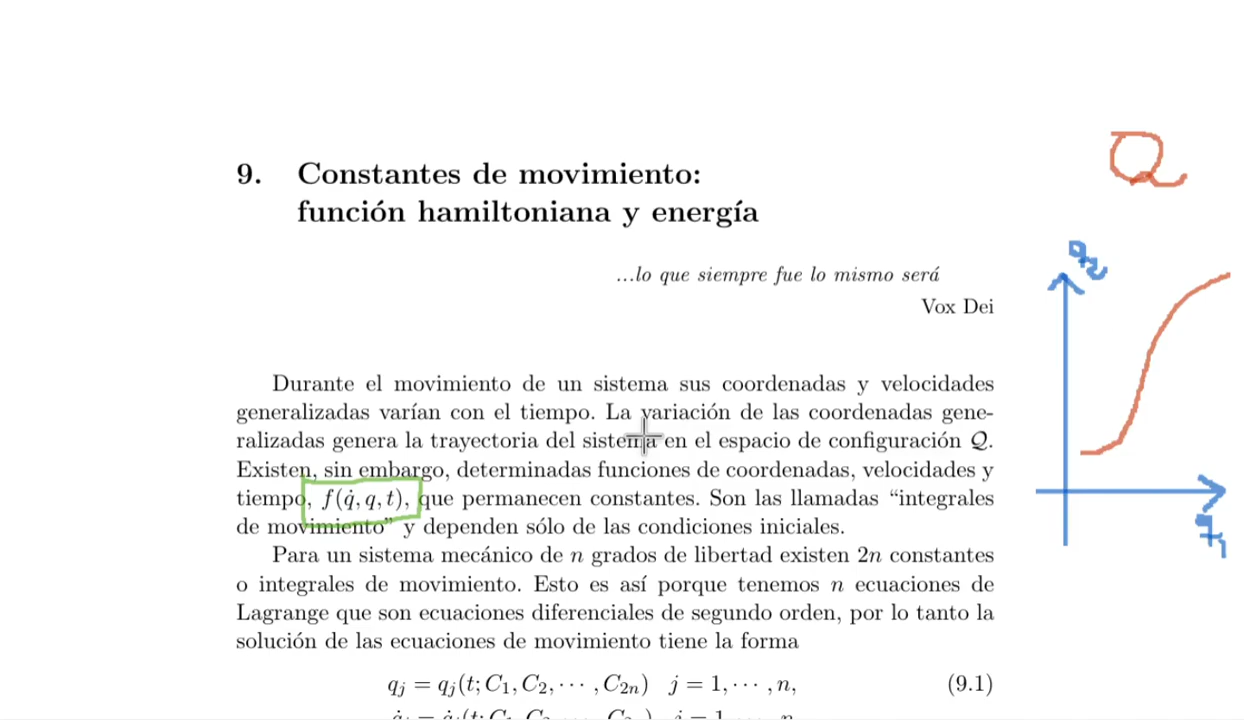 9. Constantes de movimiento:
función hamiltoniana y energía
...lo que siempre fue lo mismo será
Vox Dei
Durante el movimiento de un sistema sus coordenadas y velocidades
generalizadas varían con el tiempo. La variación de las coordenadas gene-
ralizadas genera la trayectoria del sistema en el espacio de configuración 𝒬.
Existen, sin embargo, determinadas funciones de coordenadas, velocidades y
tiempo, f(q̇, q, t), que permanecen constantes. Son las llamadas “integrales
de movimiento” y dependen sólo de las condiciones iniciales.
Para un sistema mecánico de n grados de libertad existen 2n constantes
o integrales de movimiento. Esto es así porque tenemos n ecuaciones de
Lagrange que son ecuaciones diferenciales de segundo orden, por lo tanto la
solución de las ecuaciones de movimiento tiene la forma
q_j = q_j(t; C_1, C_2, ⋯ , C_{2n}) j = 1, ⋯ , n, (9.1)
Q
q_2
q_1